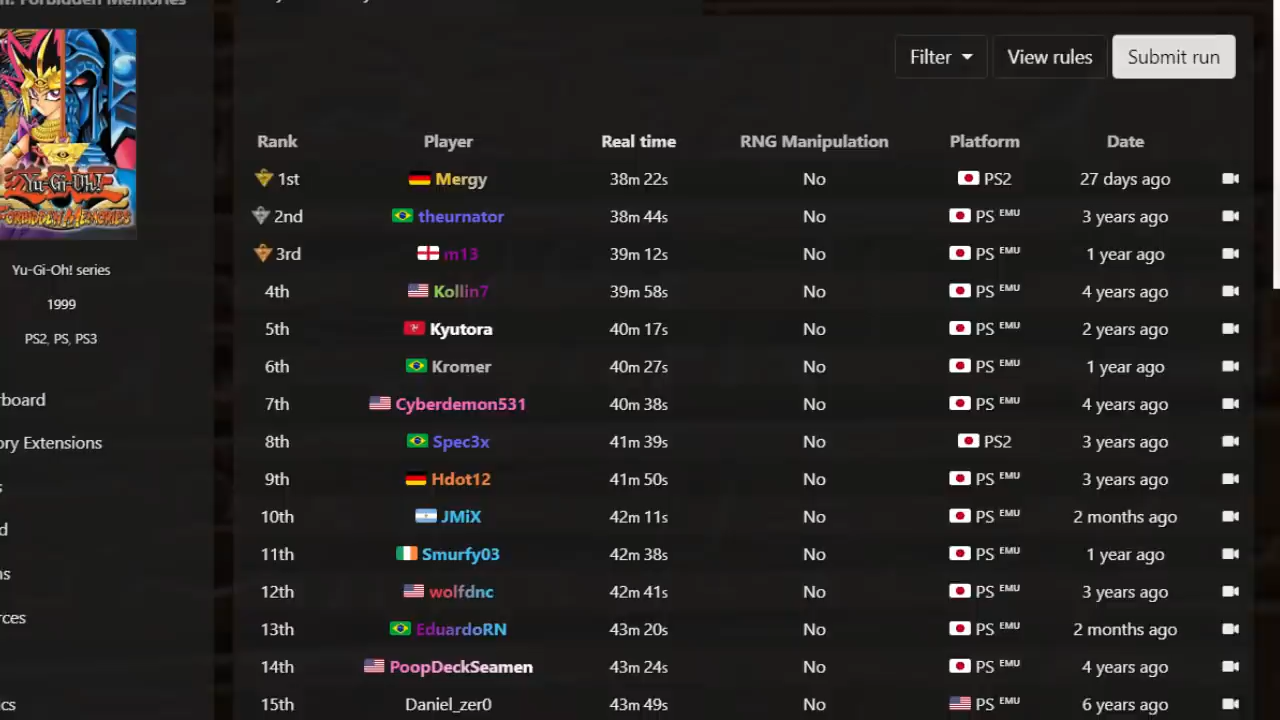 Forbidden Memories
Filter
View rules
Submit run
Yu-Gi-Oh!
FORBIDDEN MEMORIES
Yu-Gi-Oh! series
1999
PS2, PS, PS3
Rank Player Real time RNG Manipulation Platform Date
1st Mergy 38m 22s No PS2 27 days ago
2nd theurnator 38m 44s No PS EMU 3 years ago
3rd m13 39m 12s No PS EMU 1 year ago
4th Kollin7 39m 58s No PS EMU 4 years ago
5th Kyutora 40m 17s No PS EMU 2 years ago
6th Kromer 40m 27s No PS EMU 1 year ago
7th Cyberdemon531 40m 38s No PS EMU 4 years ago
8th Spec3x 41m 39s No PS2 3 years ago
9th Hdot12 41m 50s No PS EMU 3 years ago
10th JMiX 42m 11s No PS EMU 2 months ago
11th Smurfy03 42m 38s No PS EMU 1 year ago
12th wolfdnc 42m 41s No PS EMU 3 years ago
13th EduardoRN 43m 20s No PS EMU 2 months ago
14th PoopDeckSeamen 43m 24s No PS EMU 4 years ago
15th Daniel_zer0 43m 49s No PS EMU 6 years ago
board
ory Extensions
s
d
ns
rces
cs